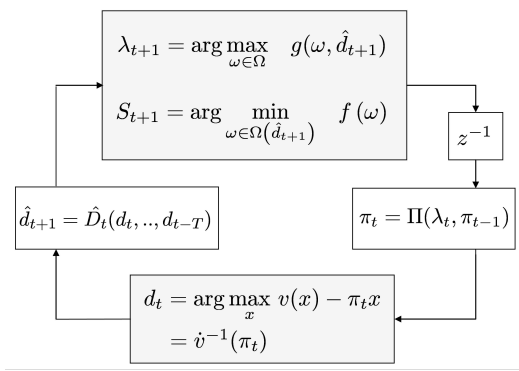 λ_{t+1} = arg max_{ω∈Ω} g(ω, d̂_{t+1})
S_{t+1} = arg min_{ω∈Ω(d̂_{t+1})} f (ω)
z^{-1}
d̂_{t+1} = D̂_t(d_t, .., d_{t-T})
π_t = Π(λ_t, π_{t-1})
d_t = arg max_x v(x) − π_t x
= v̇^{-1}(π_t)